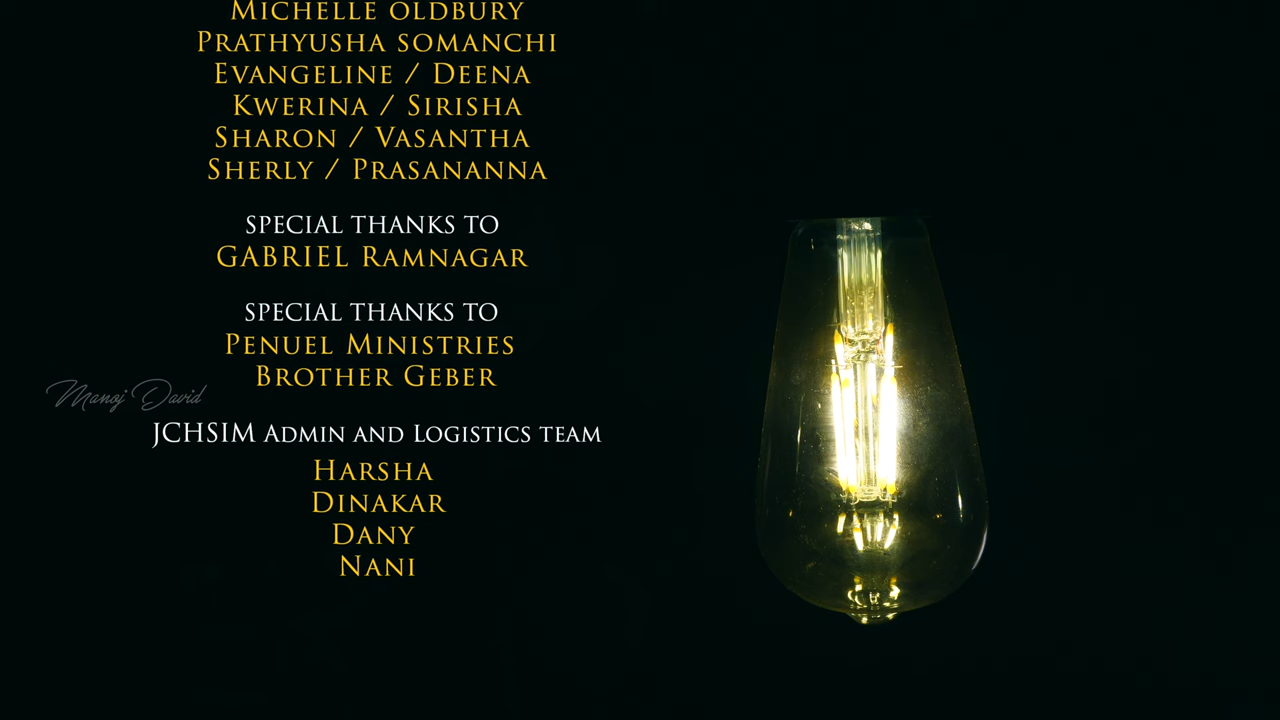 MICHELLE OLDBURY
PRATHYUSHA SOMANCHI
EVANGELINE / DEENA
KWERINA / SIRISHA
SHARON / VASANTHA
SHERLY / PRASANANNA
SPECIAL THANKS TO
GABRIEL RAMNAGAR
SPECIAL THANKS TO
PENUEL MINISTRIES
BROTHER GEBER
Manoj David
JCHSIM ADMIN AND LOGISTICS TEAM
HARSHA
DINAKAR
DANY
NANI